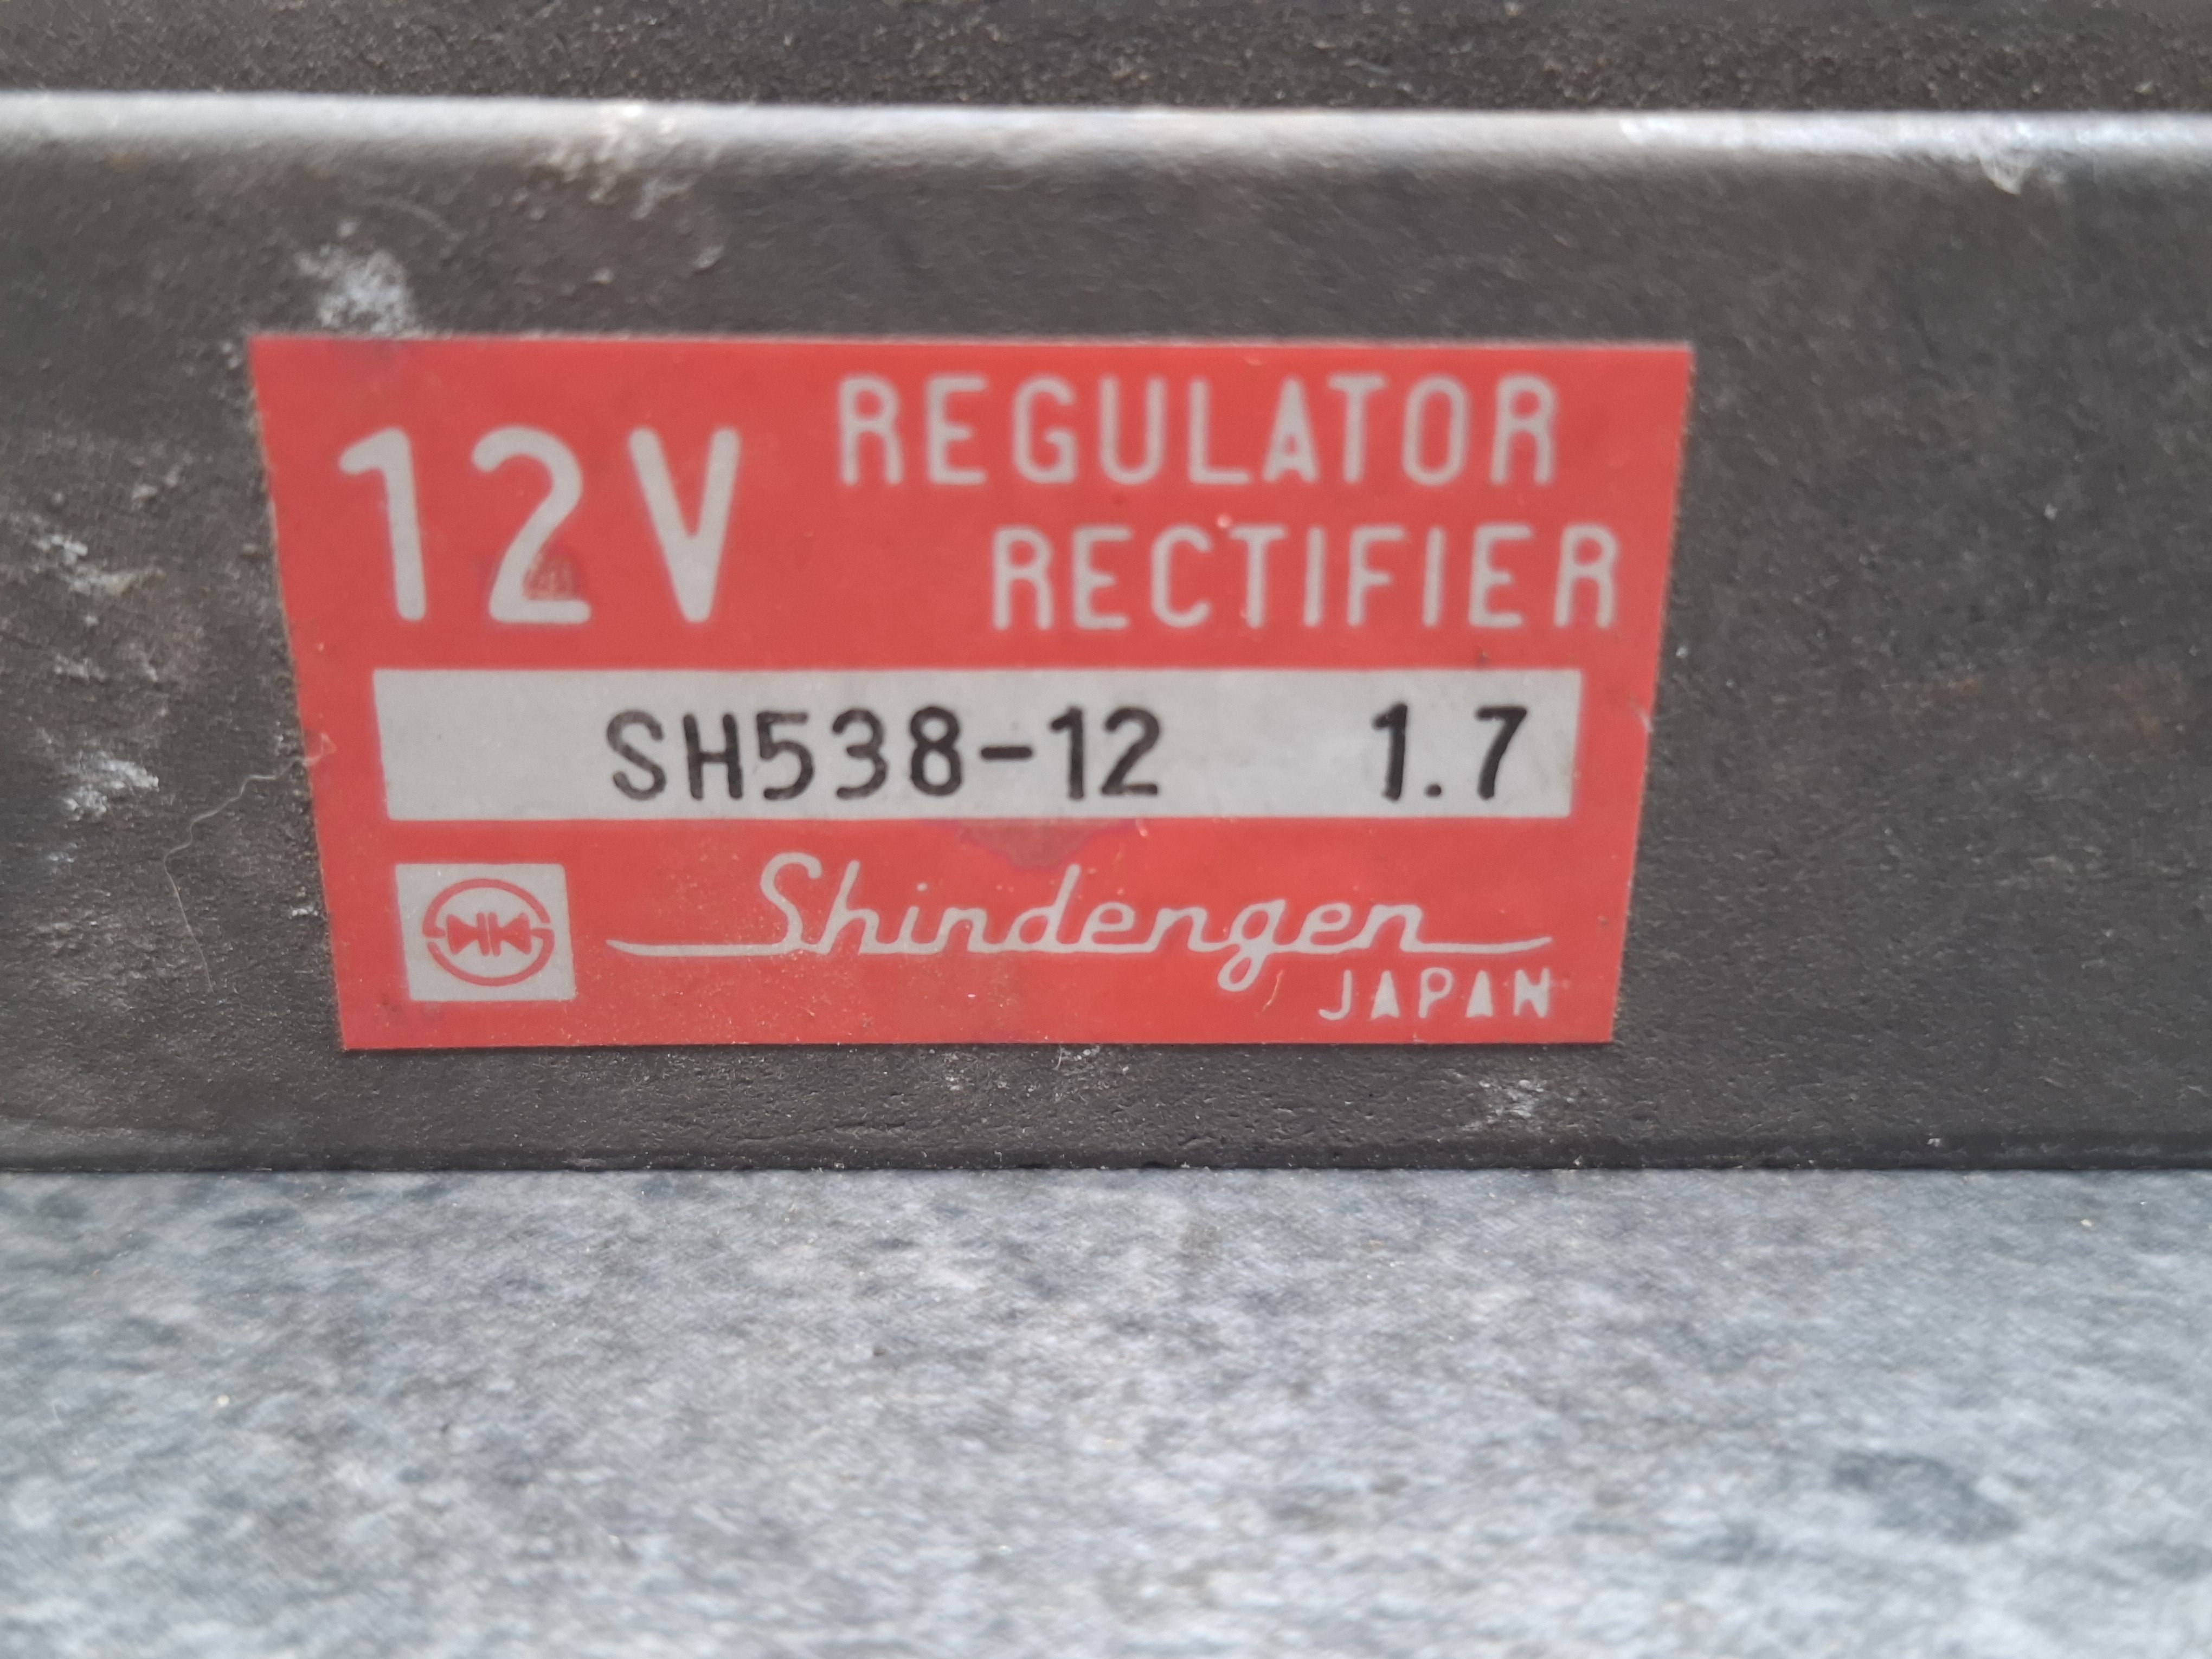 12V REGULATOR
RECTIFIER
SH538-12 1.7
Shindengen
JAPAN